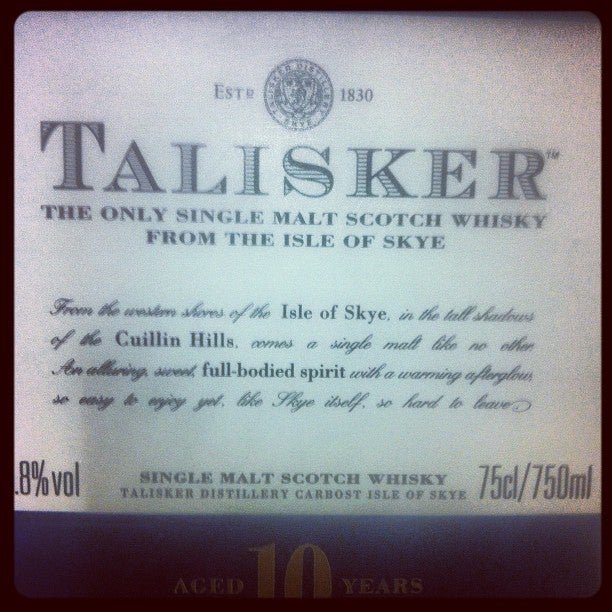 ESTD 1830
TALISKER DISTILLERY
SKYE
TALISKER™
THE ONLY SINGLE MALT SCOTCH WHISKY
FROM THE ISLE OF SKYE
From the western shores of the Isle of Skye, in the tall shadows
of the Cuillin Hills, comes a single malt like no other.
An alluring, sweet, full-bodied spirit with a warming afterglow,
so easy to enjoy yet, like Skye itself, so hard to leave.
.8%vol
SINGLE MALT SCOTCH WHISKY
TALISKER DISTILLERY CARBOST ISLE OF SKYE
75cl/750ml
AGED 10 YEARS